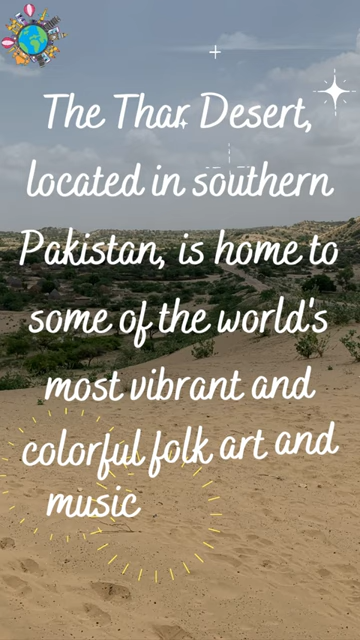 The Thar Desert,
located in southern
Pakistan, is home to
some of the world's
most vibrant and
colorful folk art and
music